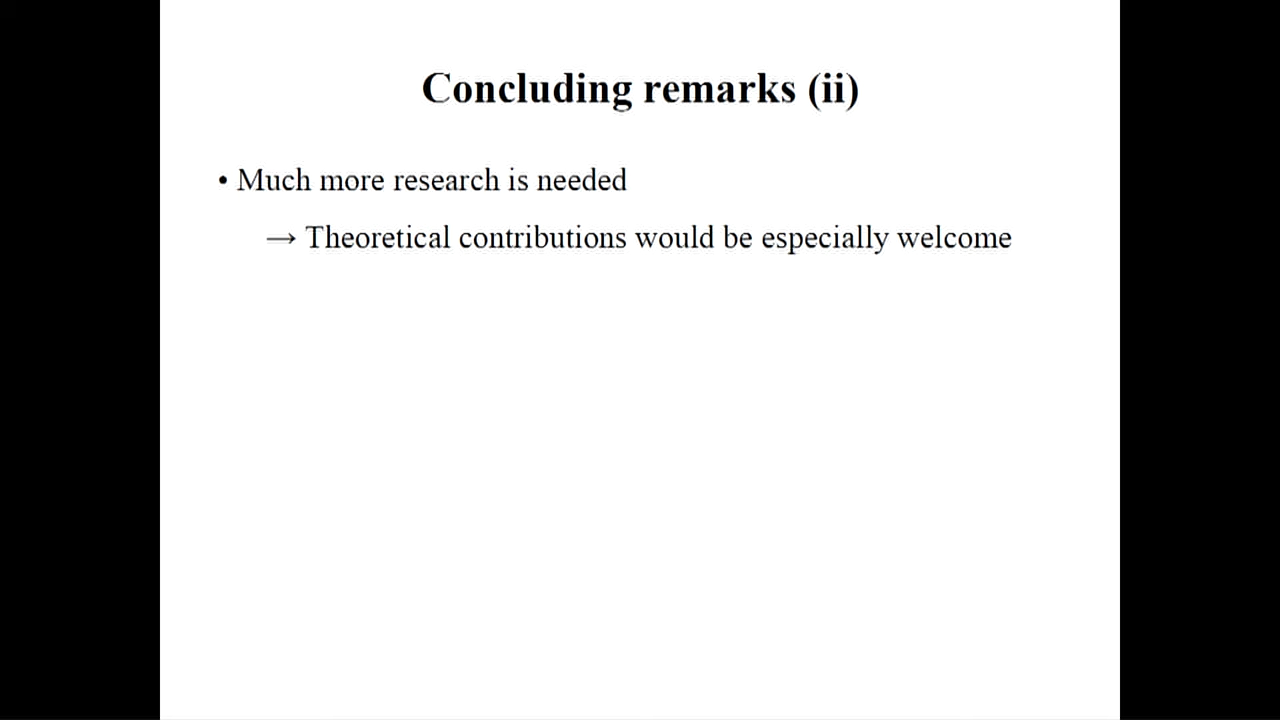 Concluding remarks (ii)
• Much more research is needed
→ Theoretical contributions would be especially welcome